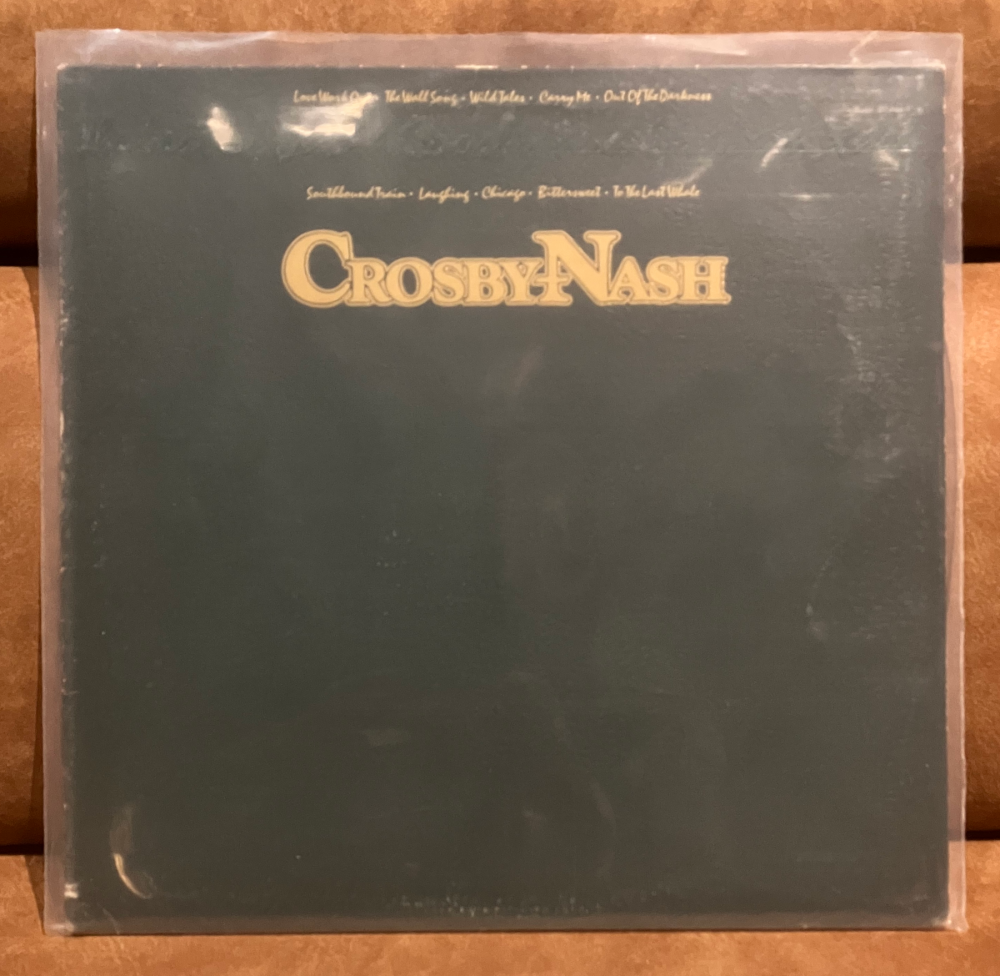 Love Work Out • The Wall Song • Wild Tales • Carry Me • Out Of The Darkness
Southbound Train • Laughing • Chicago • Bittersweet • To The Last Whale
CROSBY-NASH